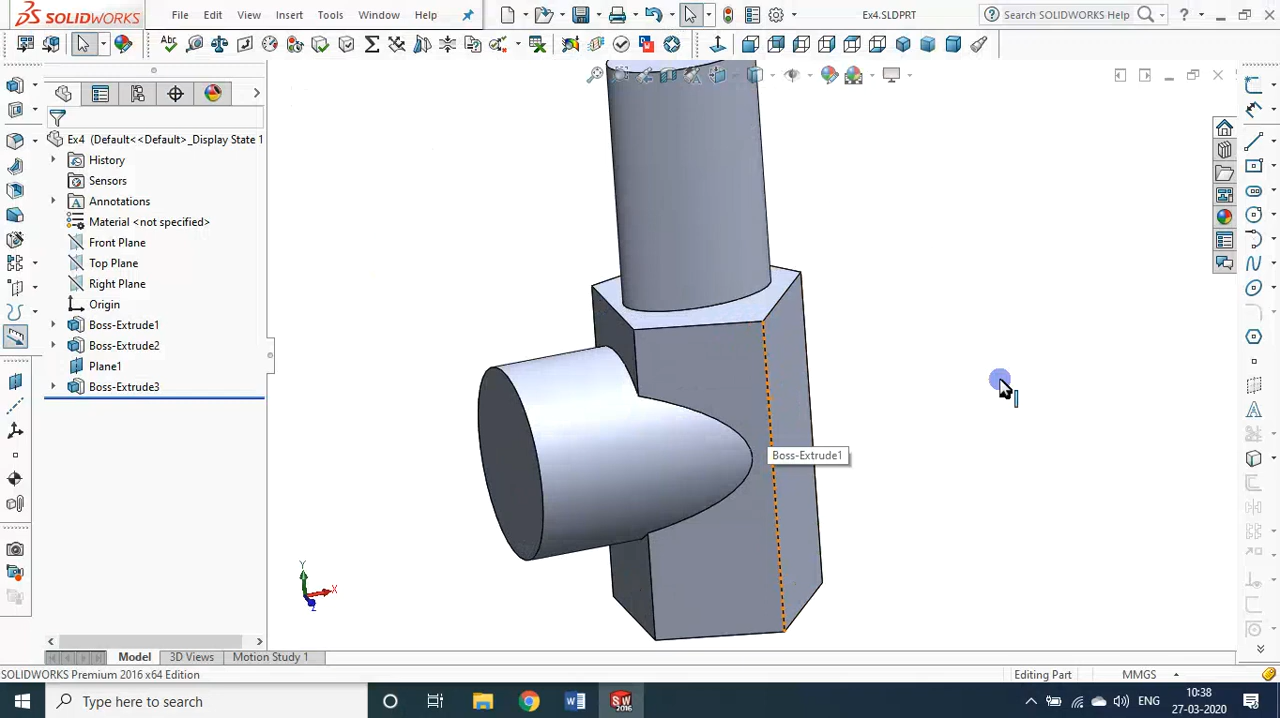 SOLIDWORKS
File Edit View Insert Tools Window Help
Ex4.SLDPRT
Search SOLIDWORKS Help
Ex4 (Default<<Default>_Display State 1
History
Sensors
Annotations
Material <not specified>
Front Plane
Top Plane
Right Plane
Origin
Boss-Extrude1
Boss-Extrude2
Plane1
Boss-Extrude3
Boss-Extrude1
Y
X
Z
Model 3D Views Motion Study 1
SOLIDWORKS Premium 2016 x64 Edition
Editing Part
MMGS
Type here to search
ENG
10:38
27-03-2020